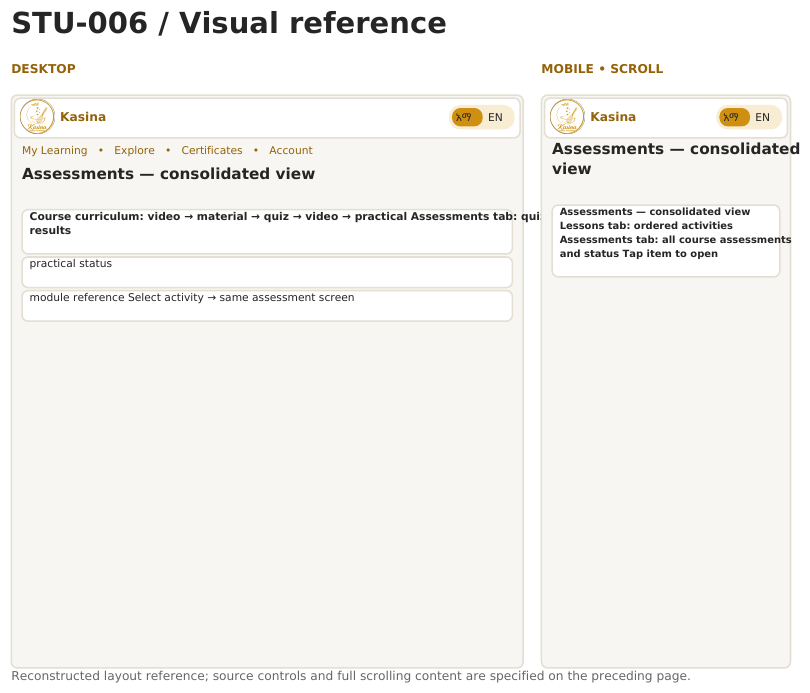 STU-006 / Visual reference
DESKTOP
Kasina
Kasina
አማ EN
My Learning • Explore • Certificates • Account
Assessments — consolidated view
Course curriculum: video → material → quiz → video → practical Assessments tab: qui
results
practical status
module reference Select activity → same assessment screen
MOBILE • SCROLL
Kasina
Kasina
አማ EN
Assessments — consolidated
view
Assessments — consolidated view
Lessons tab: ordered activities
Assessments tab: all course assessments
and status Tap item to open
Reconstructed layout reference; source controls and full scrolling content are specified on the preceding page.